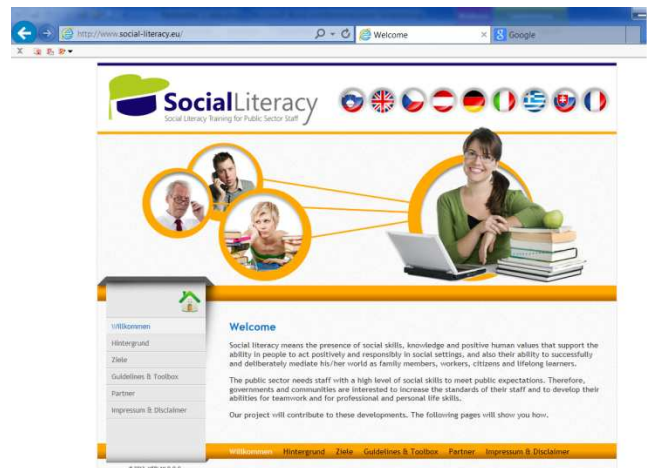 http://www.social-literacy.eu/
Welcome
Google
SocialLiteracy
Social Literacy Training for Public Sector Staff
Willkommen
Hintergrund
Ziele
Guidelines & Toolbox
Partner
Impressum & Disclaimer
Welcome
Social literacy means the presence of social skills, knowledge and positive human values that support the
ability in people to act positively and responsibly in social settings, and also their ability to successfully
and deliberately mediate his/her world as family members, workers, citizens and lifelong learners.
The public sector needs staff with a high level of social skills to meet public expectations. Therefore,
governments and communities are interested to increase the standards of their staff and to develop their
abilities for teamwork and for professional and personal life skills.
Our project will contribute to these developments. The following pages will show you how.
Willkommen Hintergrund Ziele Guidelines & Toolbox Partner Impressum & Disclaimer